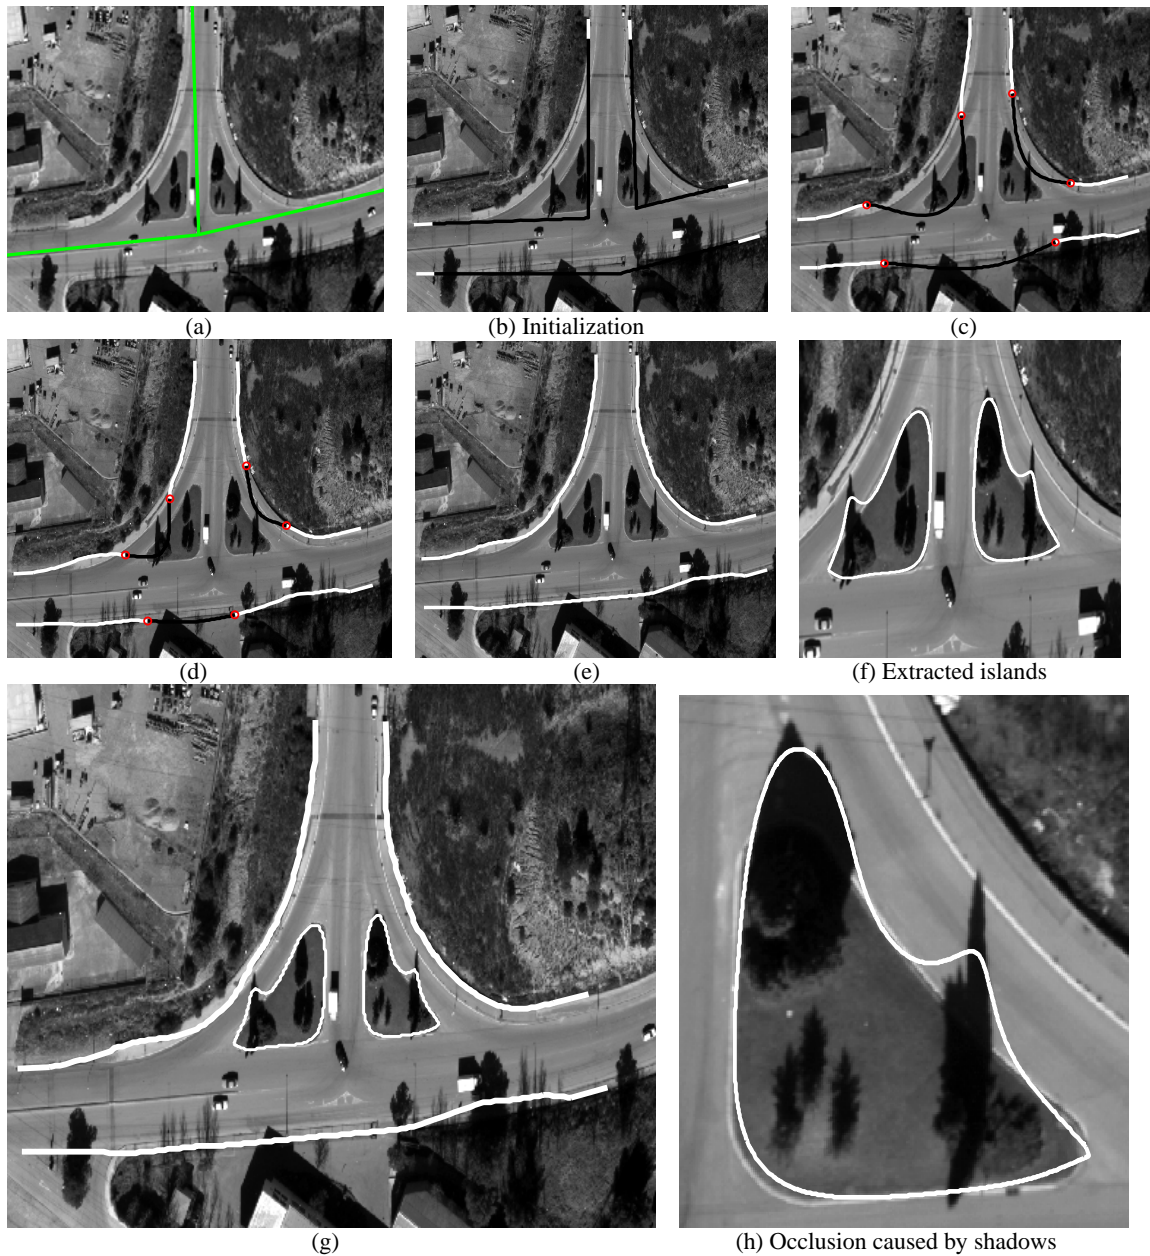 (a)
(b) Initialization
(c)
(d)
(e)
(f) Extracted islands
(g)
(h) Occlusion caused by shadows